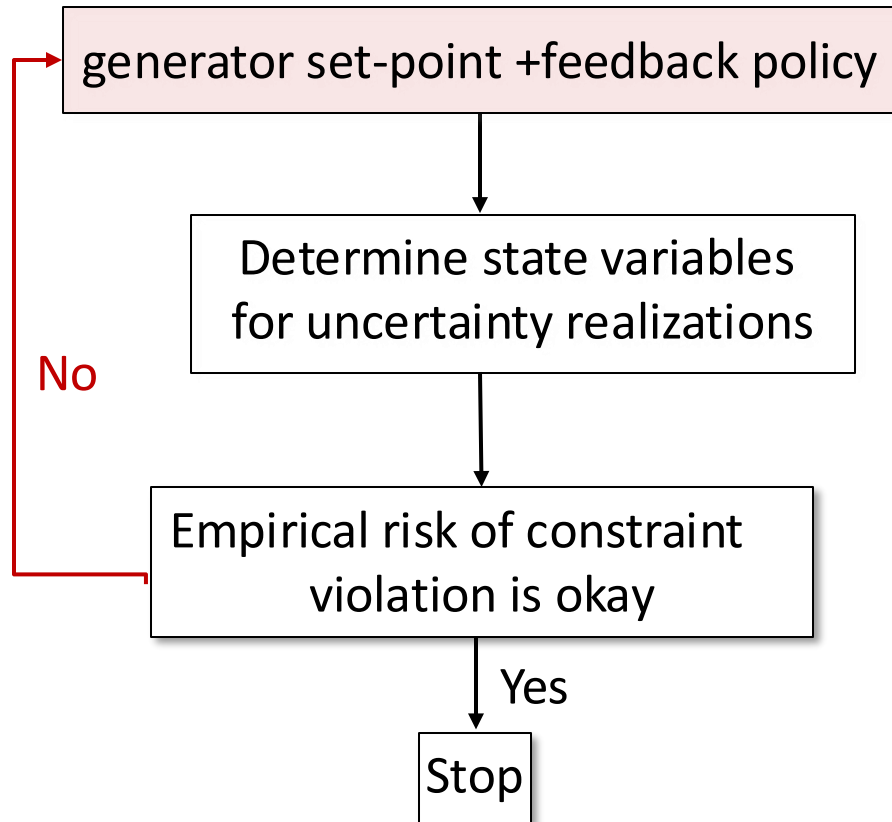 generator set-point +feedback policy
Determine state variables
for uncertainty realizations
No
Empirical risk of constraint
violation is okay
Yes
Stop